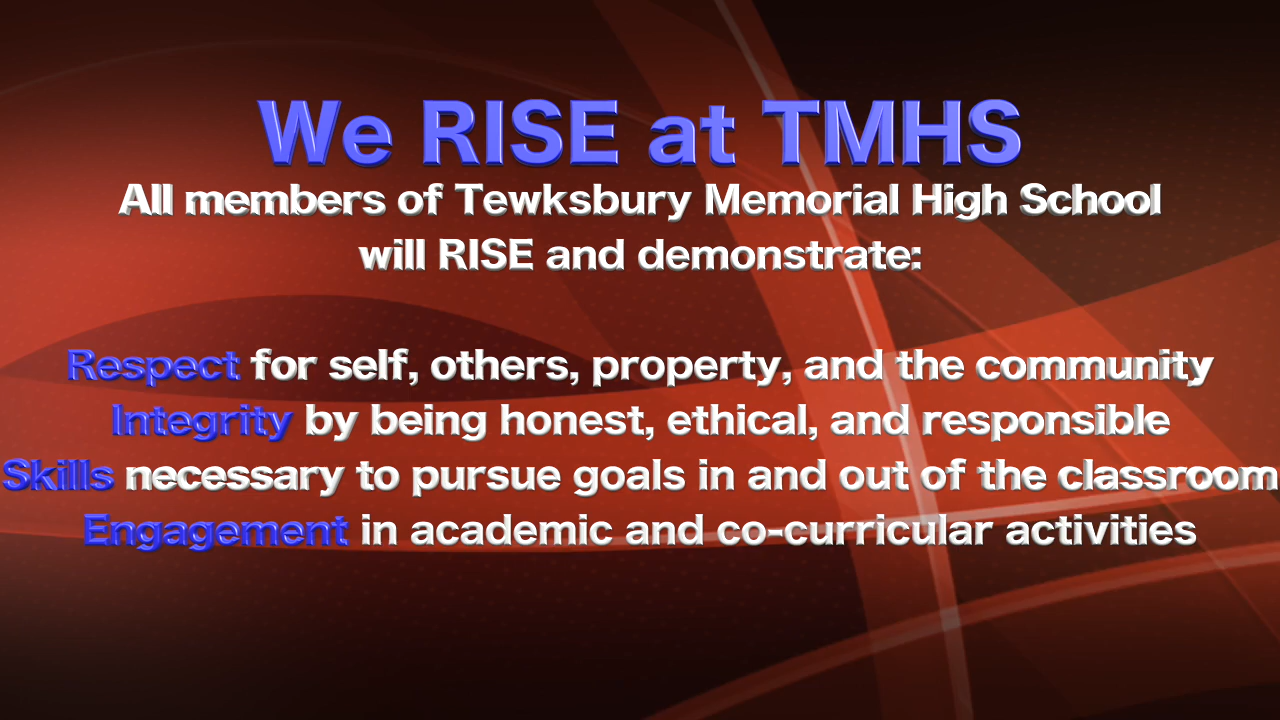 We RISE at TMHS
All members of Tewksbury Memorial High School
will RISE and demonstrate:
Respect for self, others, property, and the community
Integrity by being honest, ethical, and responsible
Skills necessary to pursue goals in and out of the classroom
Engagement in academic and co-curricular activities